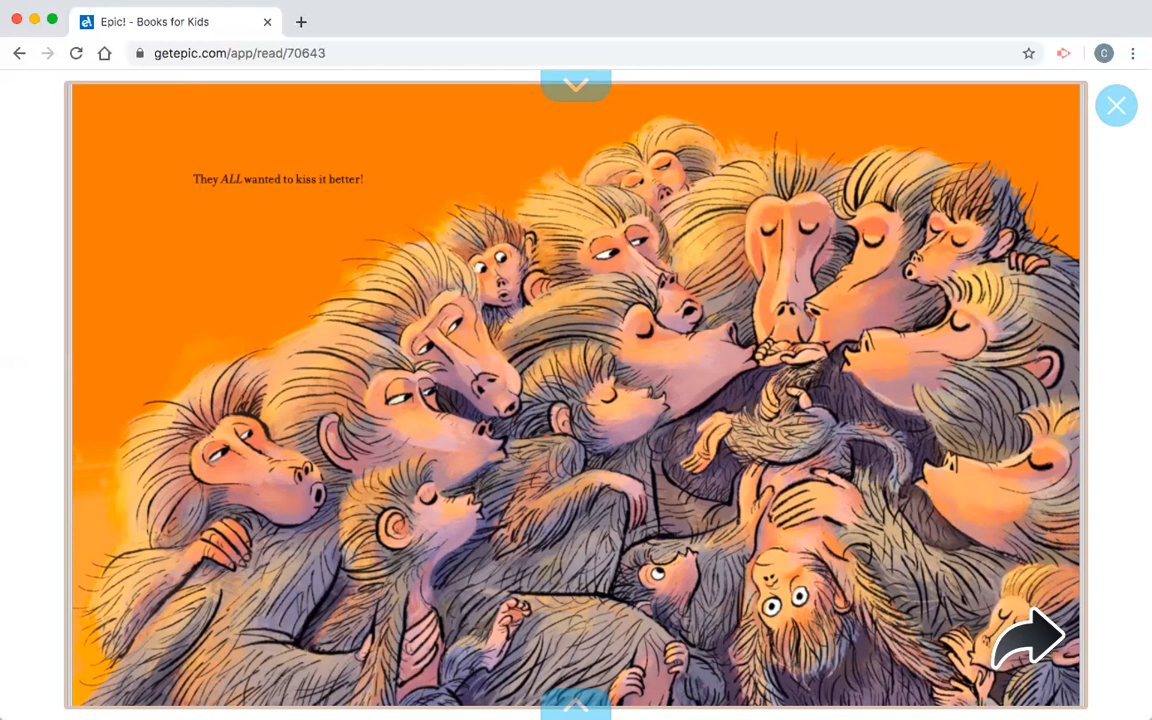 Epic! - Books for Kids
getepic.com/app/read/70643
C
They ALL wanted to kiss it better!